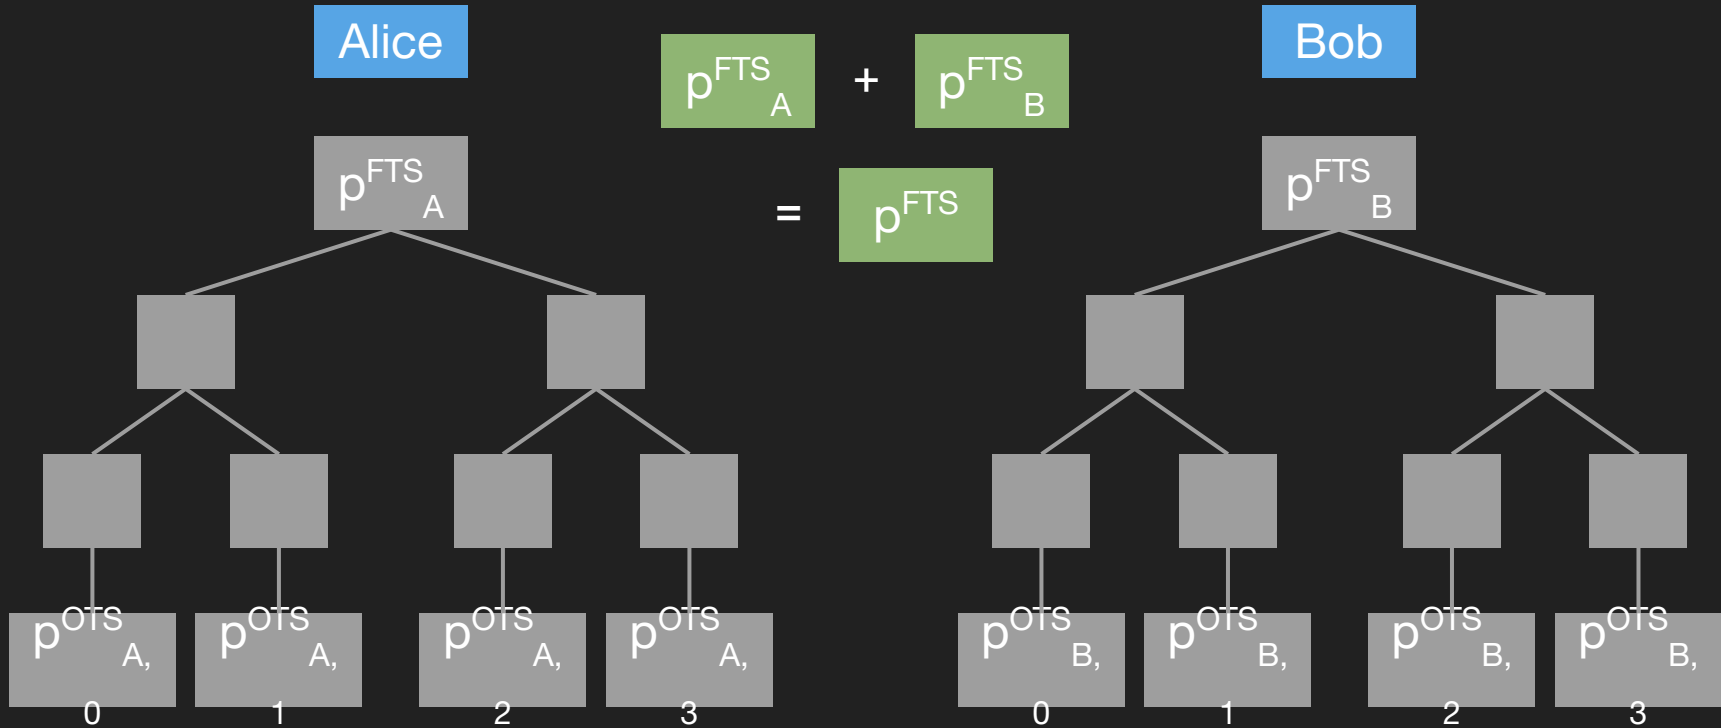 Alice
Bob
p^FTS_A + p^FTS_B
= p^FTS
p^FTS_A
p^FTS_B
p^OTS_A,0
p^OTS_A,1
p^OTS_A,2
p^OTS_A,3
p^OTS_B,0
p^OTS_B,1
p^OTS_B,2
p^OTS_B,3